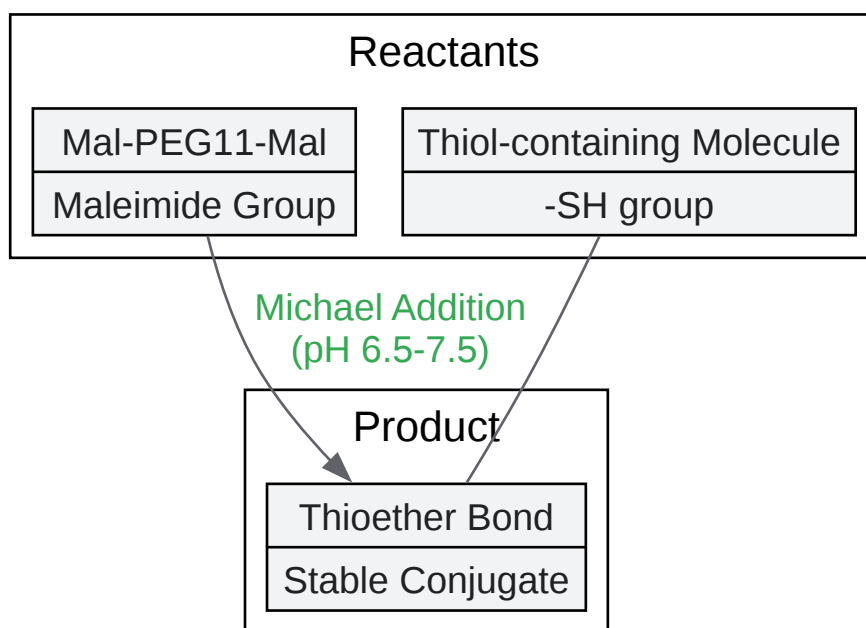 Reactants
Mal-PEG11-Mal
Maleimide Group
Thiol-containing Molecule
-SH group
Michael Addition
(pH 6.5-7.5)
Product
Thioether Bond
Stable Conjugate